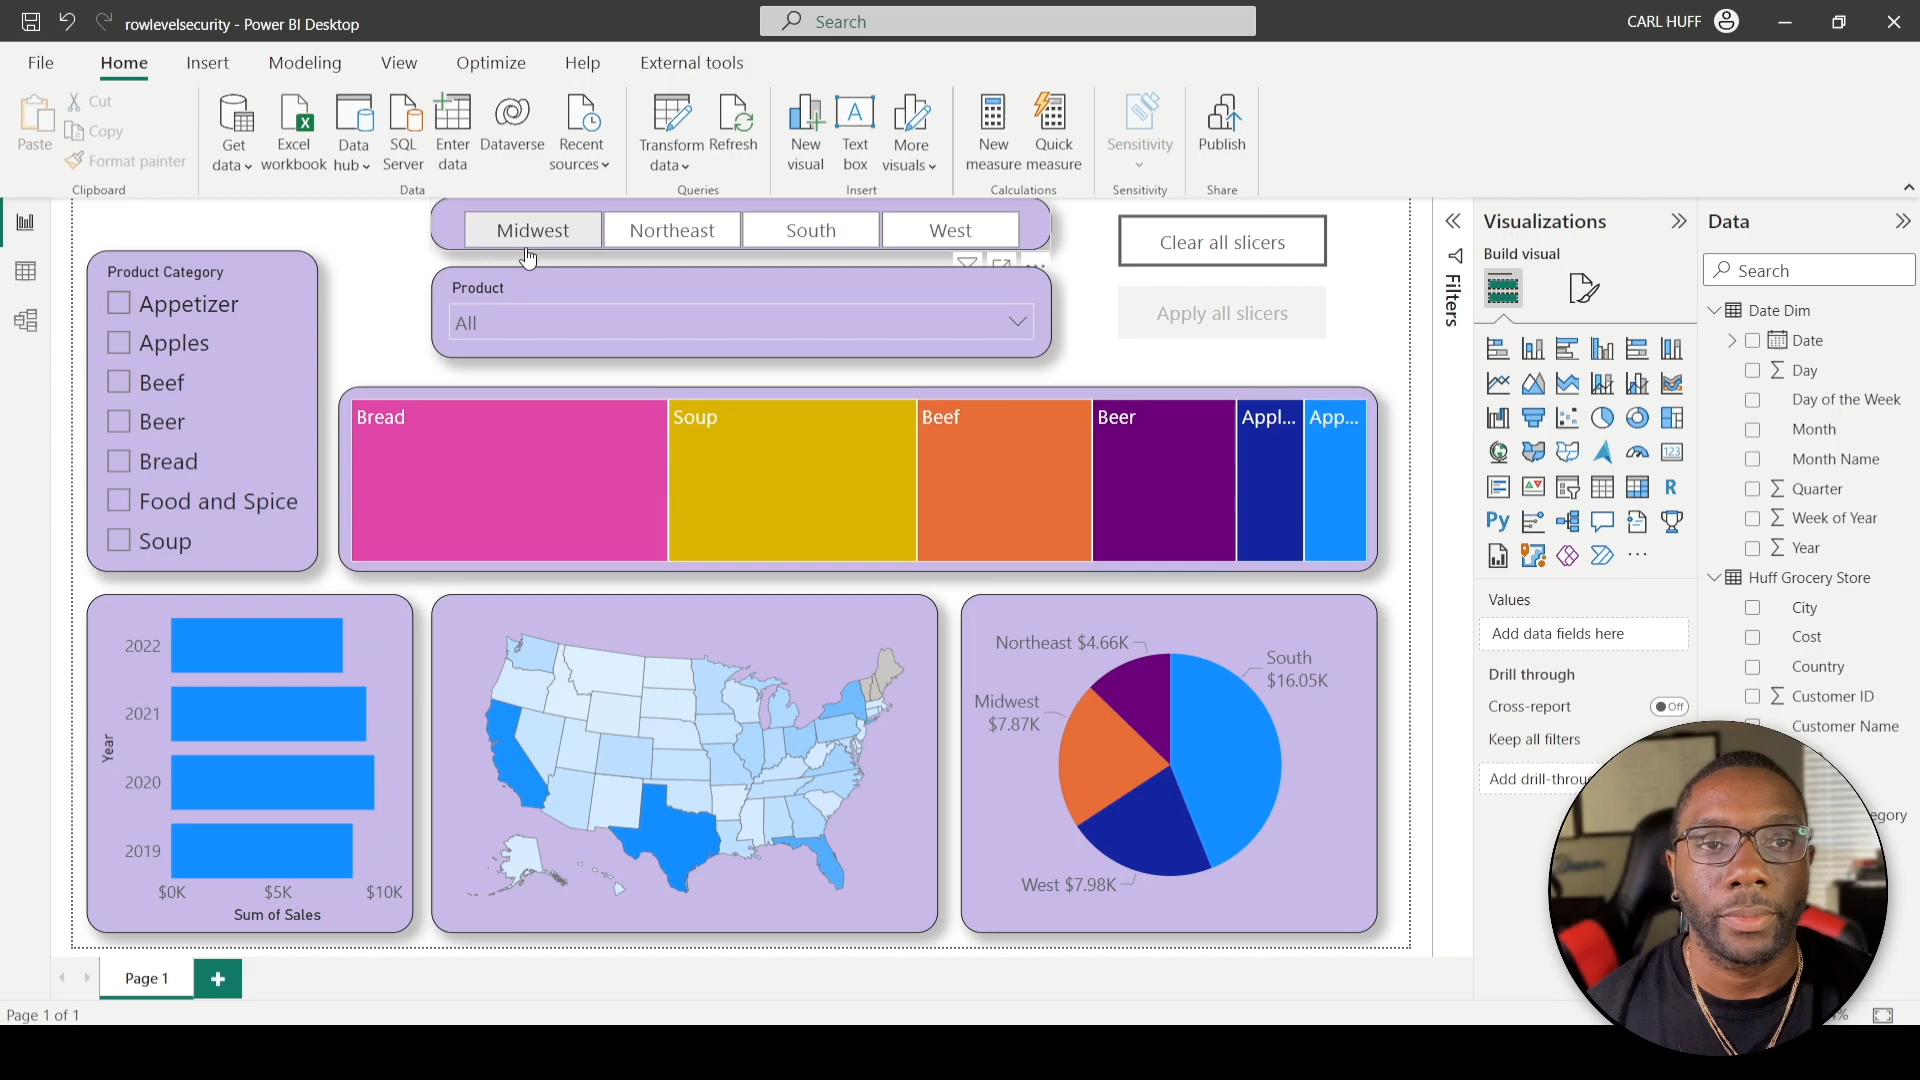 rowlevelsecurity - Power BI Desktop
Search
CARL HUFF
File
Home
Insert
Modeling
View
Optimize
Help
External tools
Paste
Cut
Copy
Format painter
Clipboard
Get data
Excel workbook
Data hub
SQL Server
Enter data
Dataverse
Recent sources
Data
Transform data
Refresh
Queries
New visual
Text box
More visuals
Insert
New measure
Quick measure
Calculations
Sensitivity
Sensitivity
Publish
Share
Midwest
Northeast
South
West
Clear all slicers
Apply all slicers
Product Category
Appetizer
Apples
Beef
Beer
Bread
Food and Spice
Soup
Product
All
Bread
Soup
Beef
Beer
Appl...
App...
2022
2021
2020
2019
Year
$0K
$5K
$10K
Sum of Sales
Northeast $4.66K
South
$16.05K
Midwest
$7.87K
West $7.98K
Filters
Visualizations
Build visual
123
R
Py
Values
Add data fields here
Drill through
Cross-report
Off
Keep all filters
Add drill-throu
Data
Search
Date Dim
Date
Day
Day of the Week
Month
Month Name
Quarter
Week of Year
Year
Huff Grocery Store
City
Cost
Country
Customer ID
Customer Name
egory
Page 1
Page 1 of 1
%